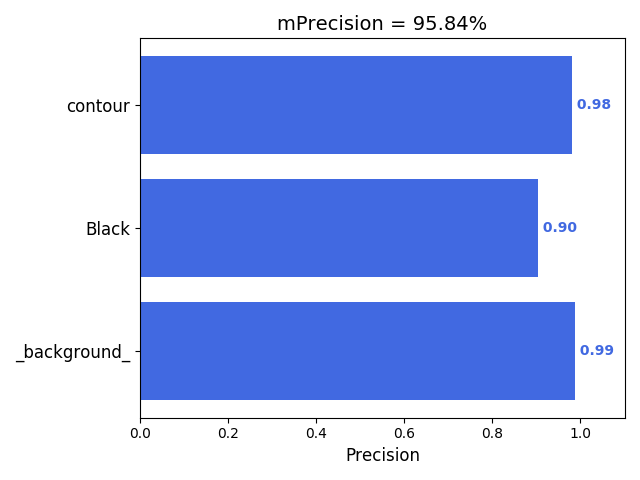 mPrecision = 95.84%
contour
0.98
Black
0.90
_background_
0.99
0.0 0.2 0.4 0.6 0.8 1.0
Precision